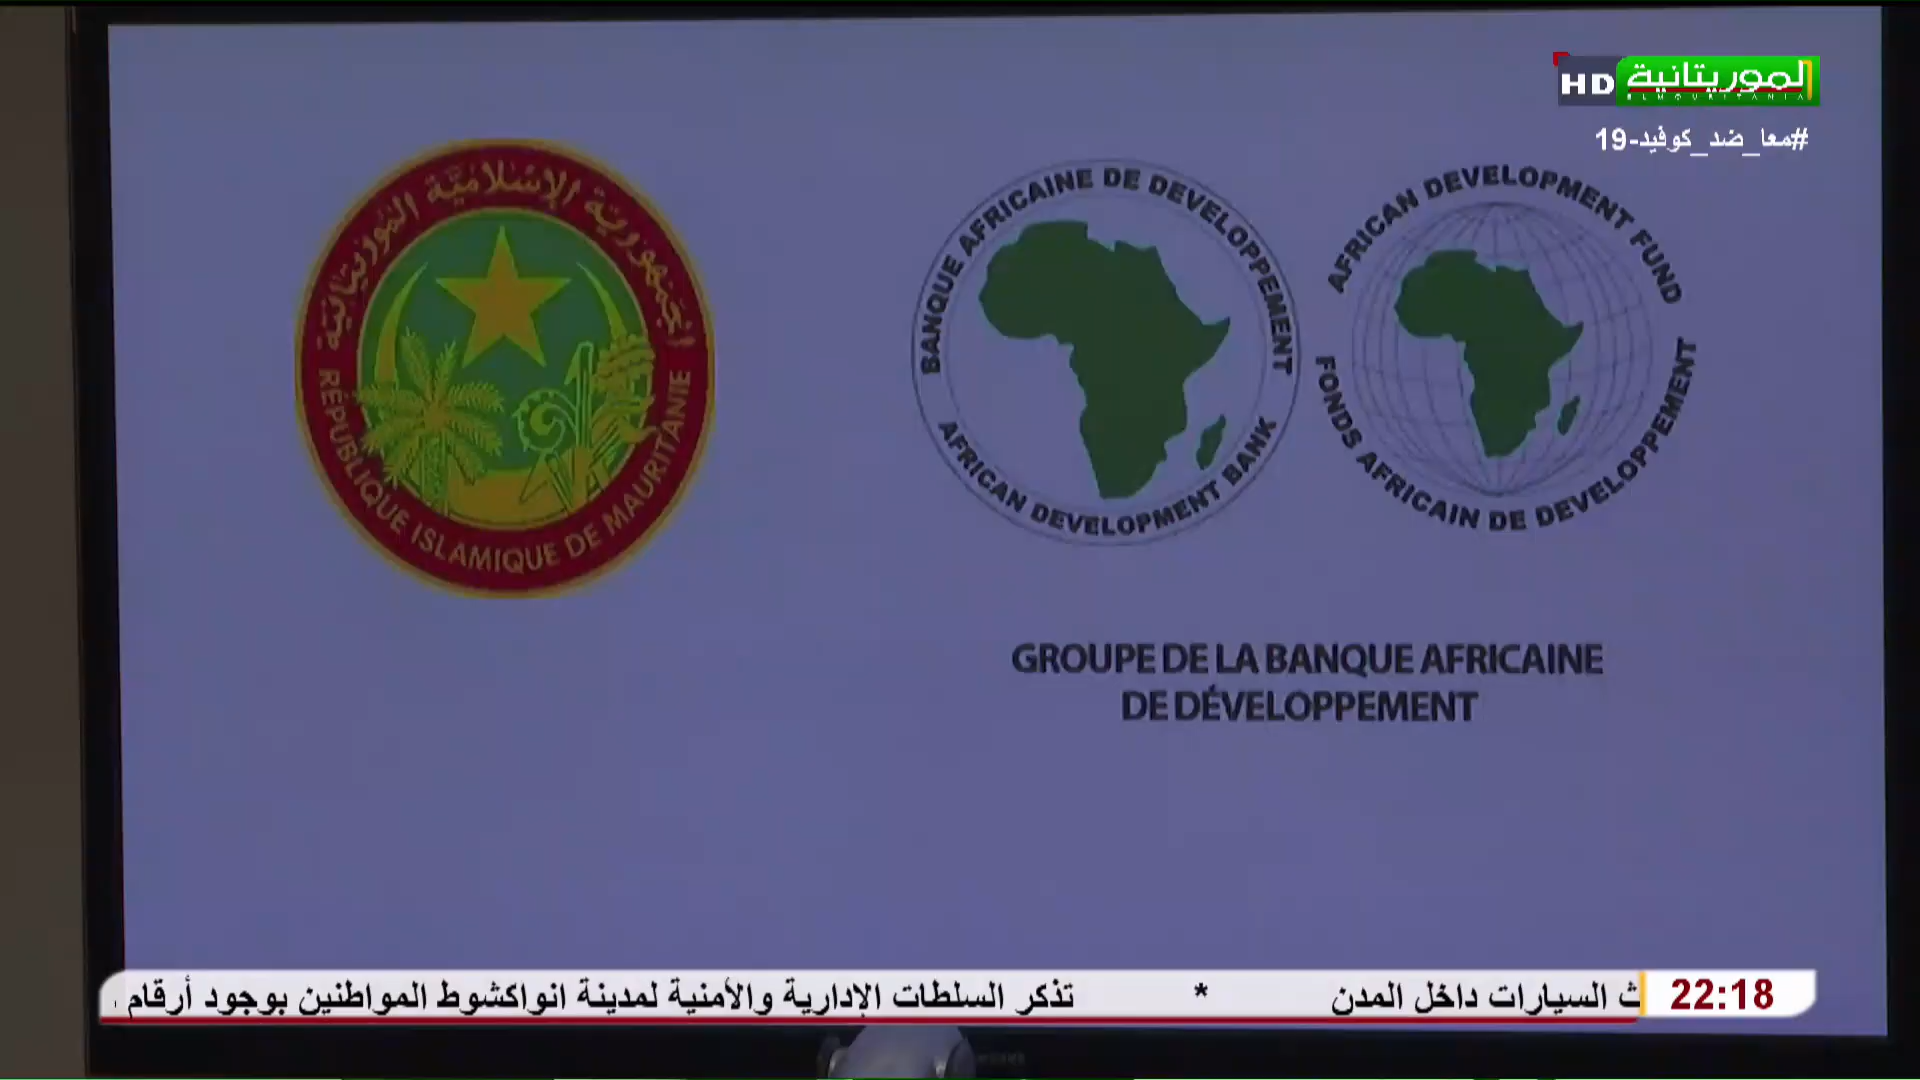 HD الموريتانية
ELMOURITANIA
#معا_ضد_كوفيد-19
الجمهورية الإسلامية الموريتانية
RÉPUBLIQUE ISLAMIQUE DE MAURITANIE
BANQUE AFRICAINE DE DEVELOPPEMENT
AFRICAN DEVELOPMENT BANK
AFRICAN DEVELOPMENT FUND
FONDS AFRICAIN DE DEVELOPPEMENT
GROUPE DE LA BANQUE AFRICAINE
DE DÉVELOPPEMENT
22:18 ث السيارات داخل المدن * تذكر السلطات الإدارية والأمنية لمدينة انواكشوط المواطنين بوجود أرقام